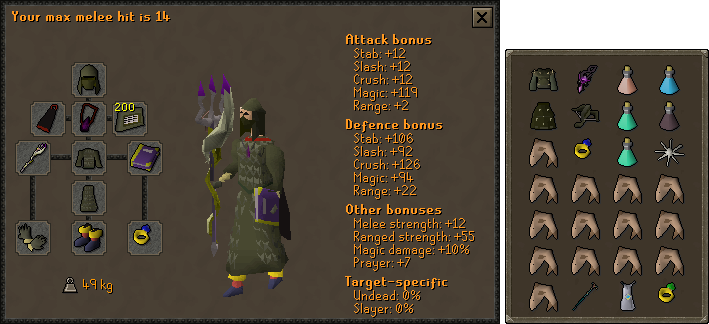 Your max melee hit is 14
200
49 kg
Attack bonus
Stab: +12
Slash: +12
Crush: +12
Magic: +119
Range: +2
Defence bonus
Stab: +106
Slash: +92
Crush: +126
Magic: +94
Range: +22
Other bonuses
Melee strength: +12
Ranged strength: +55
Magic damage: +10%
Prayer: +7
Target-specific
Undead: 0%
Slayer: 0%